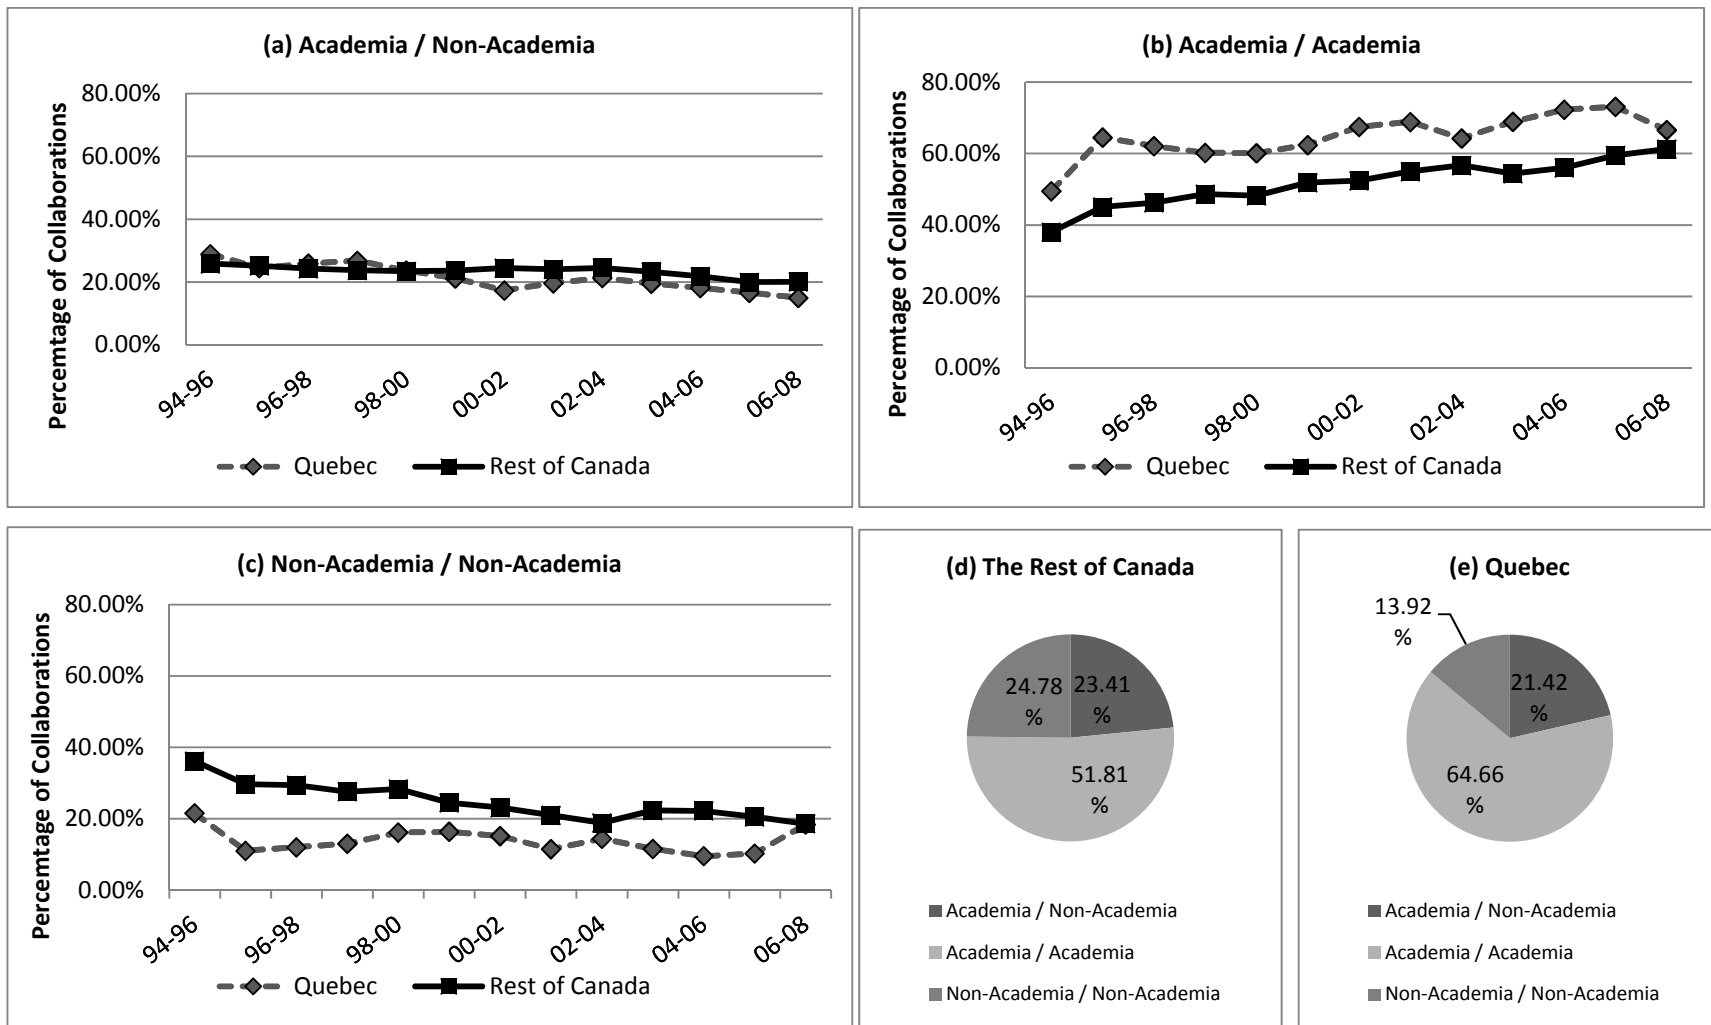 (a) Academia / Non-Academia
Percemtage of Collaborations
80.00%
60.00%
40.00%
20.00%
0.00%
94-96
96-98
98-00
00-02
02-04
04-06
06-08
Quebec
Rest of Canada
(b) Academia / Academia
Percemtage of Collaborations
80.00%
60.00%
40.00%
20.00%
0.00%
94-96
96-98
98-00
00-02
02-04
04-06
06-08
Quebec
Rest of Canada
(c) Non-Academia / Non-Academia
Percemtage of Collaborations
80.00%
60.00%
40.00%
20.00%
0.00%
94-96
96-98
98-00
00-02
02-04
04-06
06-08
Quebec
Rest of Canada
(d) The Rest of Canada
24.78
%
23.41
%
51.81
%
Academia / Non-Academia
Academia / Academia
Non-Academia / Non-Academia
(e) Quebec
13.92
%
21.42
%
64.66
%
Academia / Non-Academia
Academia / Academia
Non-Academia / Non-Academia